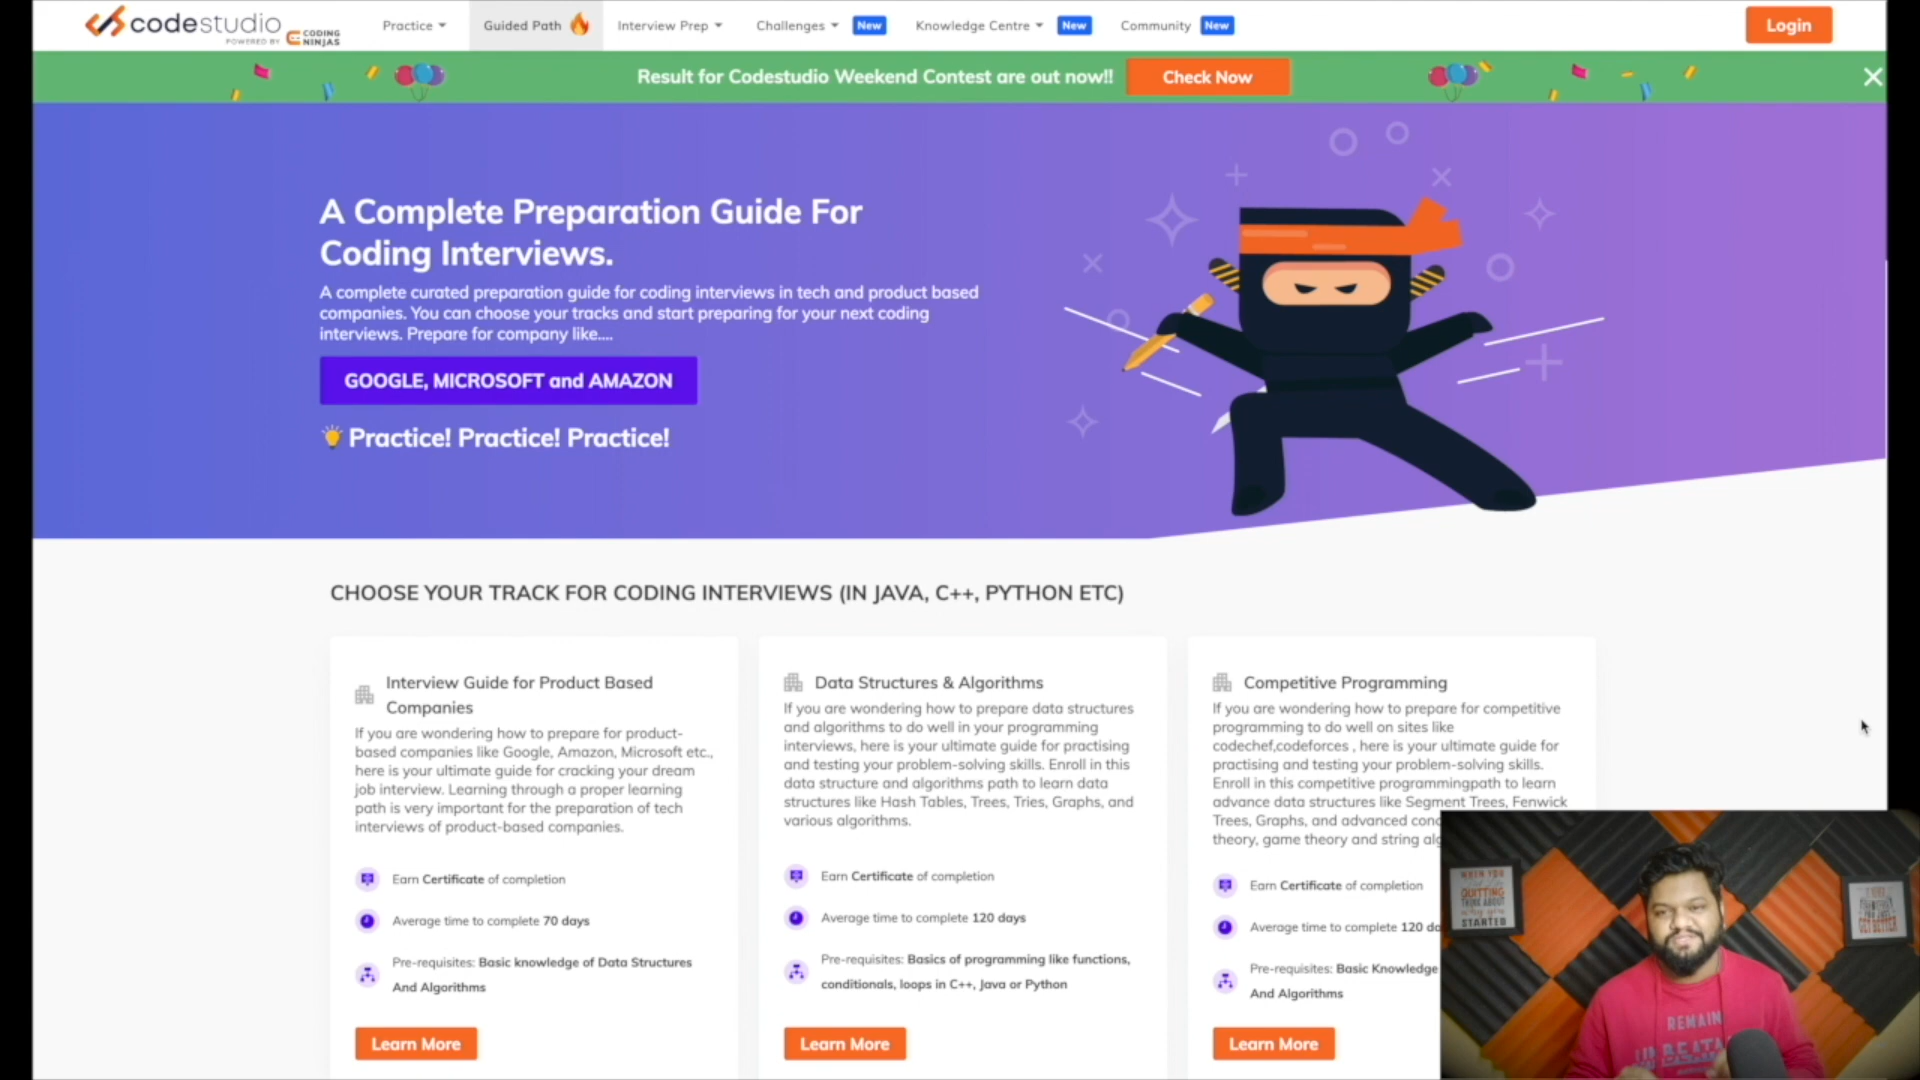 codestudio
POWERED BY CODING NINJAS
Practice
Guided Path
Interview Prep
Challenges New
Knowledge Centre New
Community New
Login
Result for Codestudio Weekend Contest are out now!!
Check Now
A Complete Preparation Guide For
Coding Interviews.
A complete curated preparation guide for coding interviews in tech and product based
companies. You can choose your tracks and start preparing for your next coding
interviews. Prepare for company like....
GOOGLE, MICROSOFT and AMAZON
Practice! Practice! Practice!
CHOOSE YOUR TRACK FOR CODING INTERVIEWS (IN JAVA, C++, PYTHON ETC)
Interview Guide for Product Based
Companies
If you are wondering how to prepare for product-
based companies like Google, Amazon, Microsoft etc.,
here is your ultimate guide for cracking your dream
job interview. Learning through a proper learning
path is very important for the preparation of tech
interviews of product-based companies.
Earn Certificate of completion
Average time to complete 70 days
Pre-requisites: Basic knowledge of Data Structures
And Algorithms
Learn More
Data Structures & Algorithms
If you are wondering how to prepare data structures
and algorithms to do well in your programming
interviews, here is your ultimate guide for practising
and testing your problem-solving skills. Enroll in this
data structure and algorithms path to learn data
structures like Hash Tables, Trees, Tries, Graphs, and
various algorithms.
Earn Certificate of completion
Average time to complete 120 days
Pre-requisites: Basics of programming like functions,
conditionals, loops in C++, Java or Python
Learn More
Competitive Programming
If you are wondering how to prepare for competitive
programming to do well on sites like
codechef,codeforces , here is your ultimate guide for
practising and testing your problem-solving skills.
Enroll in this competitive programmingpath to learn
advance data structures like Segment Trees, Fenwick
Trees, Graphs, and advanced conc
theory, game theory and string alg
Earn Certificate of completion
Average time to complete 120 da
Pre-requisites: Basic Knowledge
And Algorithms
Learn More
WHEN YOU
QUITTING
THINK ABOUT
WHY YOU
STARTED
GET BETTER
REMAIN